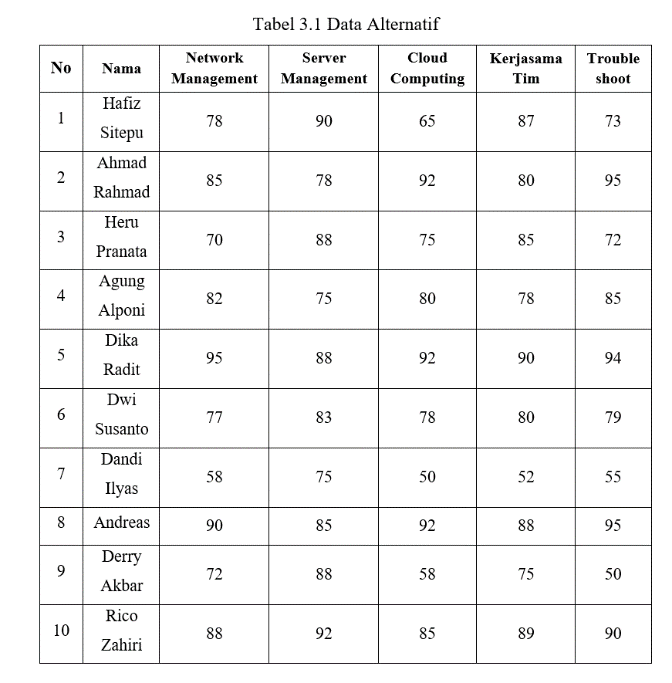 Tabel 3.1 Data Alternatif
No Nama Network Management Server Management Cloud Computing Kerjasama Tim Trouble shoot
1 Hafiz Sitepu 78 90 65 87 73
2 Ahmad Rahmad 85 78 92 80 95
3 Heru Pranata 70 88 75 85 72
4 Agung Alponi 82 75 80 78 85
5 Dika Radit 95 88 92 90 94
6 Dwi Susanto 77 83 78 80 79
7 Dandi Ilyas 58 75 50 52 55
8 Andreas 90 85 92 88 95
9 Derry Akbar 72 88 58 75 50
10 Rico Zahiri 88 92 85 89 90